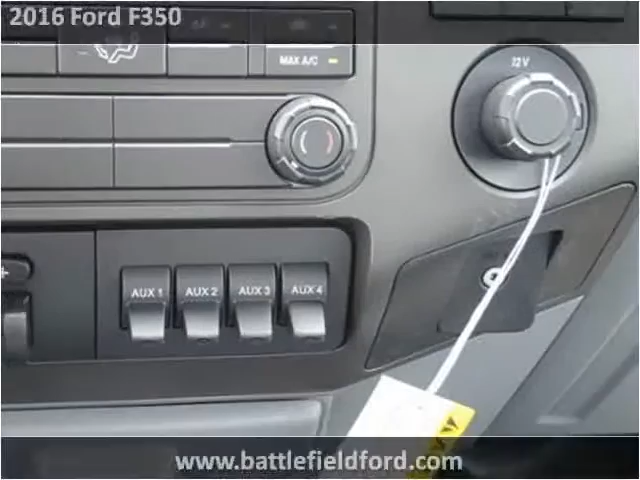 2016 Ford F350
MAX A/C
12V
AUX 1 AUX 2 AUX 3 AUX 4
www.battlefieldford.com